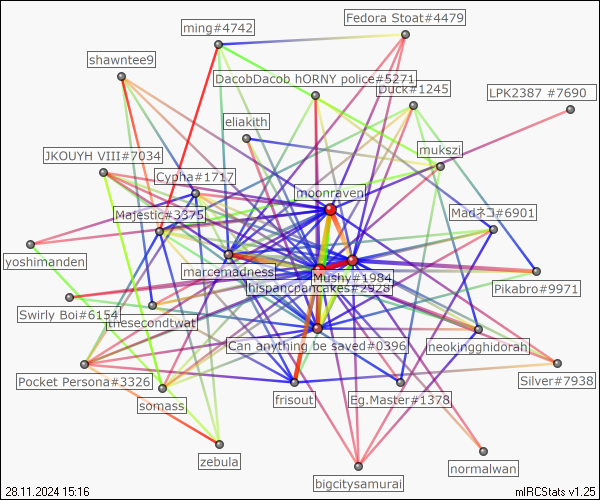 Fedora Stoat#4479
ming#4742
shawntee9
DacobDacob hORNY police#5271
Duck#1245
LPK2387 #7690
eliakith
mukszi
JKOUYH VIII#7034
Cypha#1717
moonraven
Majestic#3375
Madネコ#6901
yoshimanden
marcemadness
Mushy#1984
hispancpancakes#2928
Pikabro#9971
Swirly Boi#6154
thesecondtwat
Can anything be saved#0396
neokingghidorah
Pocket Persona#3326
Silver#7938
somass
frisout
Eg.Master#1378
zebula
normalwan
bigcitysamurai
28.11.2024 15:16
mIRCStats v1.25